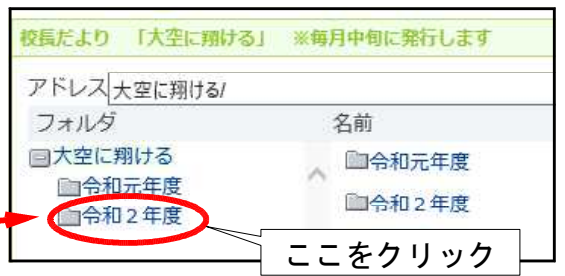 校長だより 「大空に翔ける」 ※毎月中旬に発行します
アドレス 大空に翔ける/
フォルダ 名前
大空に翔ける
令和元年度
令和２年度
令和元年度
令和２年度
ここをクリック